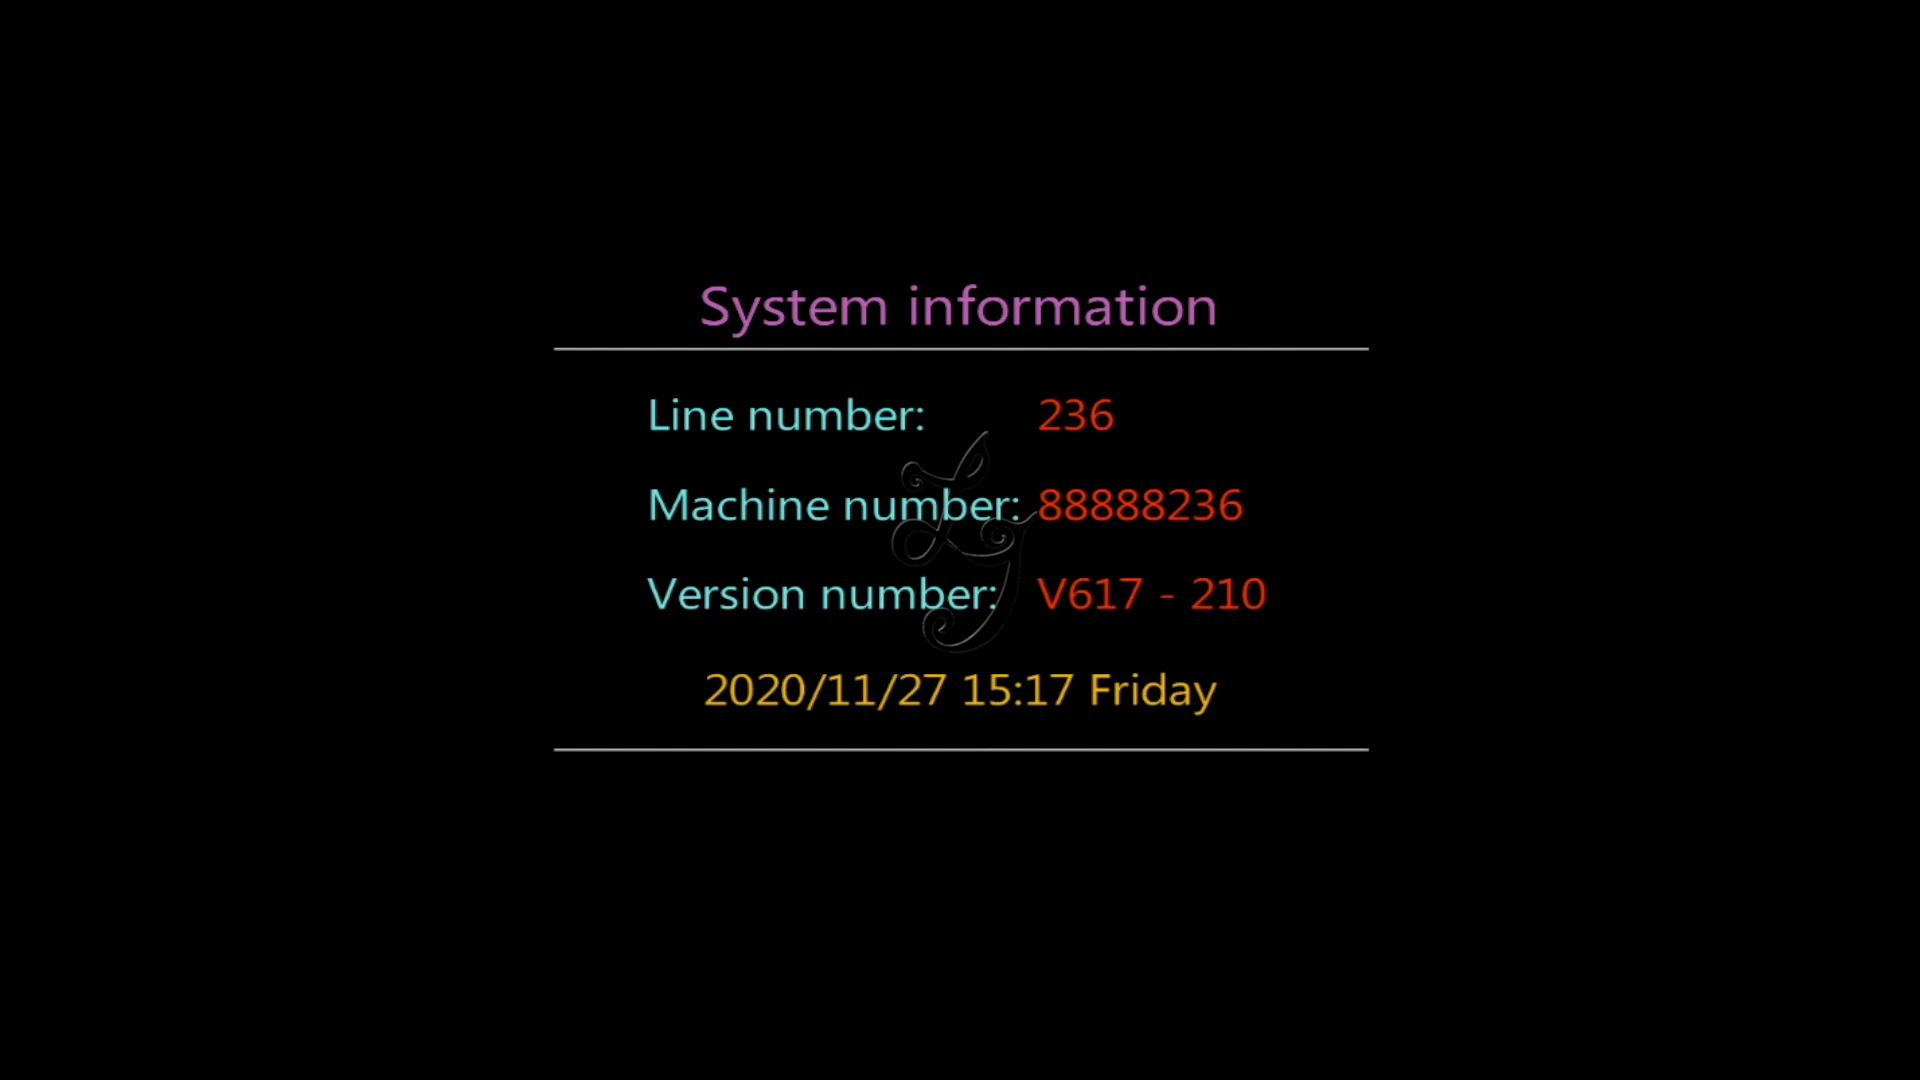 System information
Line number: 236
Machine number: 88888236
Version number: V617 - 210
2020/11/27 15:17 Friday